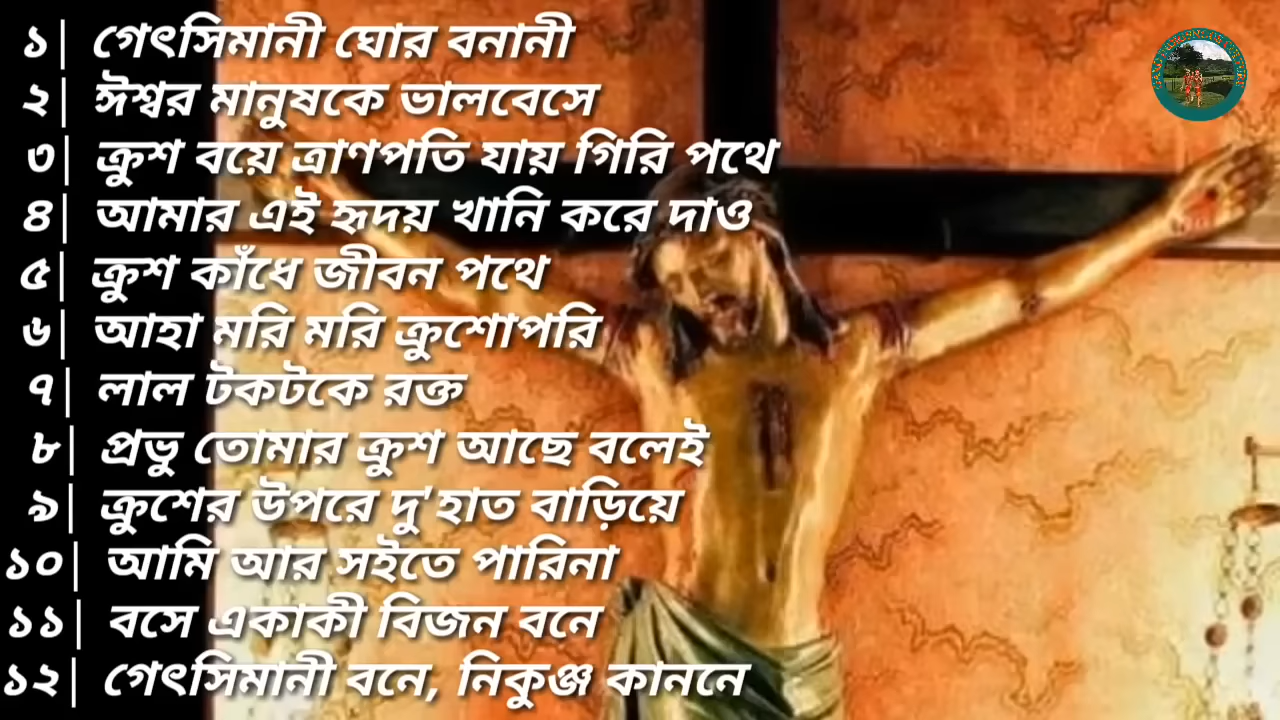 ১| গেৎসিমানী ঘোর বনানী
২| ঈশ্বর মানুষকে ভালবেসে
৩| ক্রুশ বয়ে ত্রাণপতি যায় গিরি পথে
৪| আমার এই হৃদয় খানি করে দাও
৫| ক্রুশ কাঁধে জীবন পথে
৬| আহা মরি মরি ক্রুশোপরি
৭| লাল টকটকে রক্ত
৮| প্রভু তোমার ক্রুশ আছে বলেই
৯| ক্রুশের উপরে দু'হাত বাড়িয়ে
১০| আমি আর সইতে পারিনা
১১| বসে একাকী বিজন বনে
১২| গেৎসিমানী বনে, নিকুঞ্জ কাননে